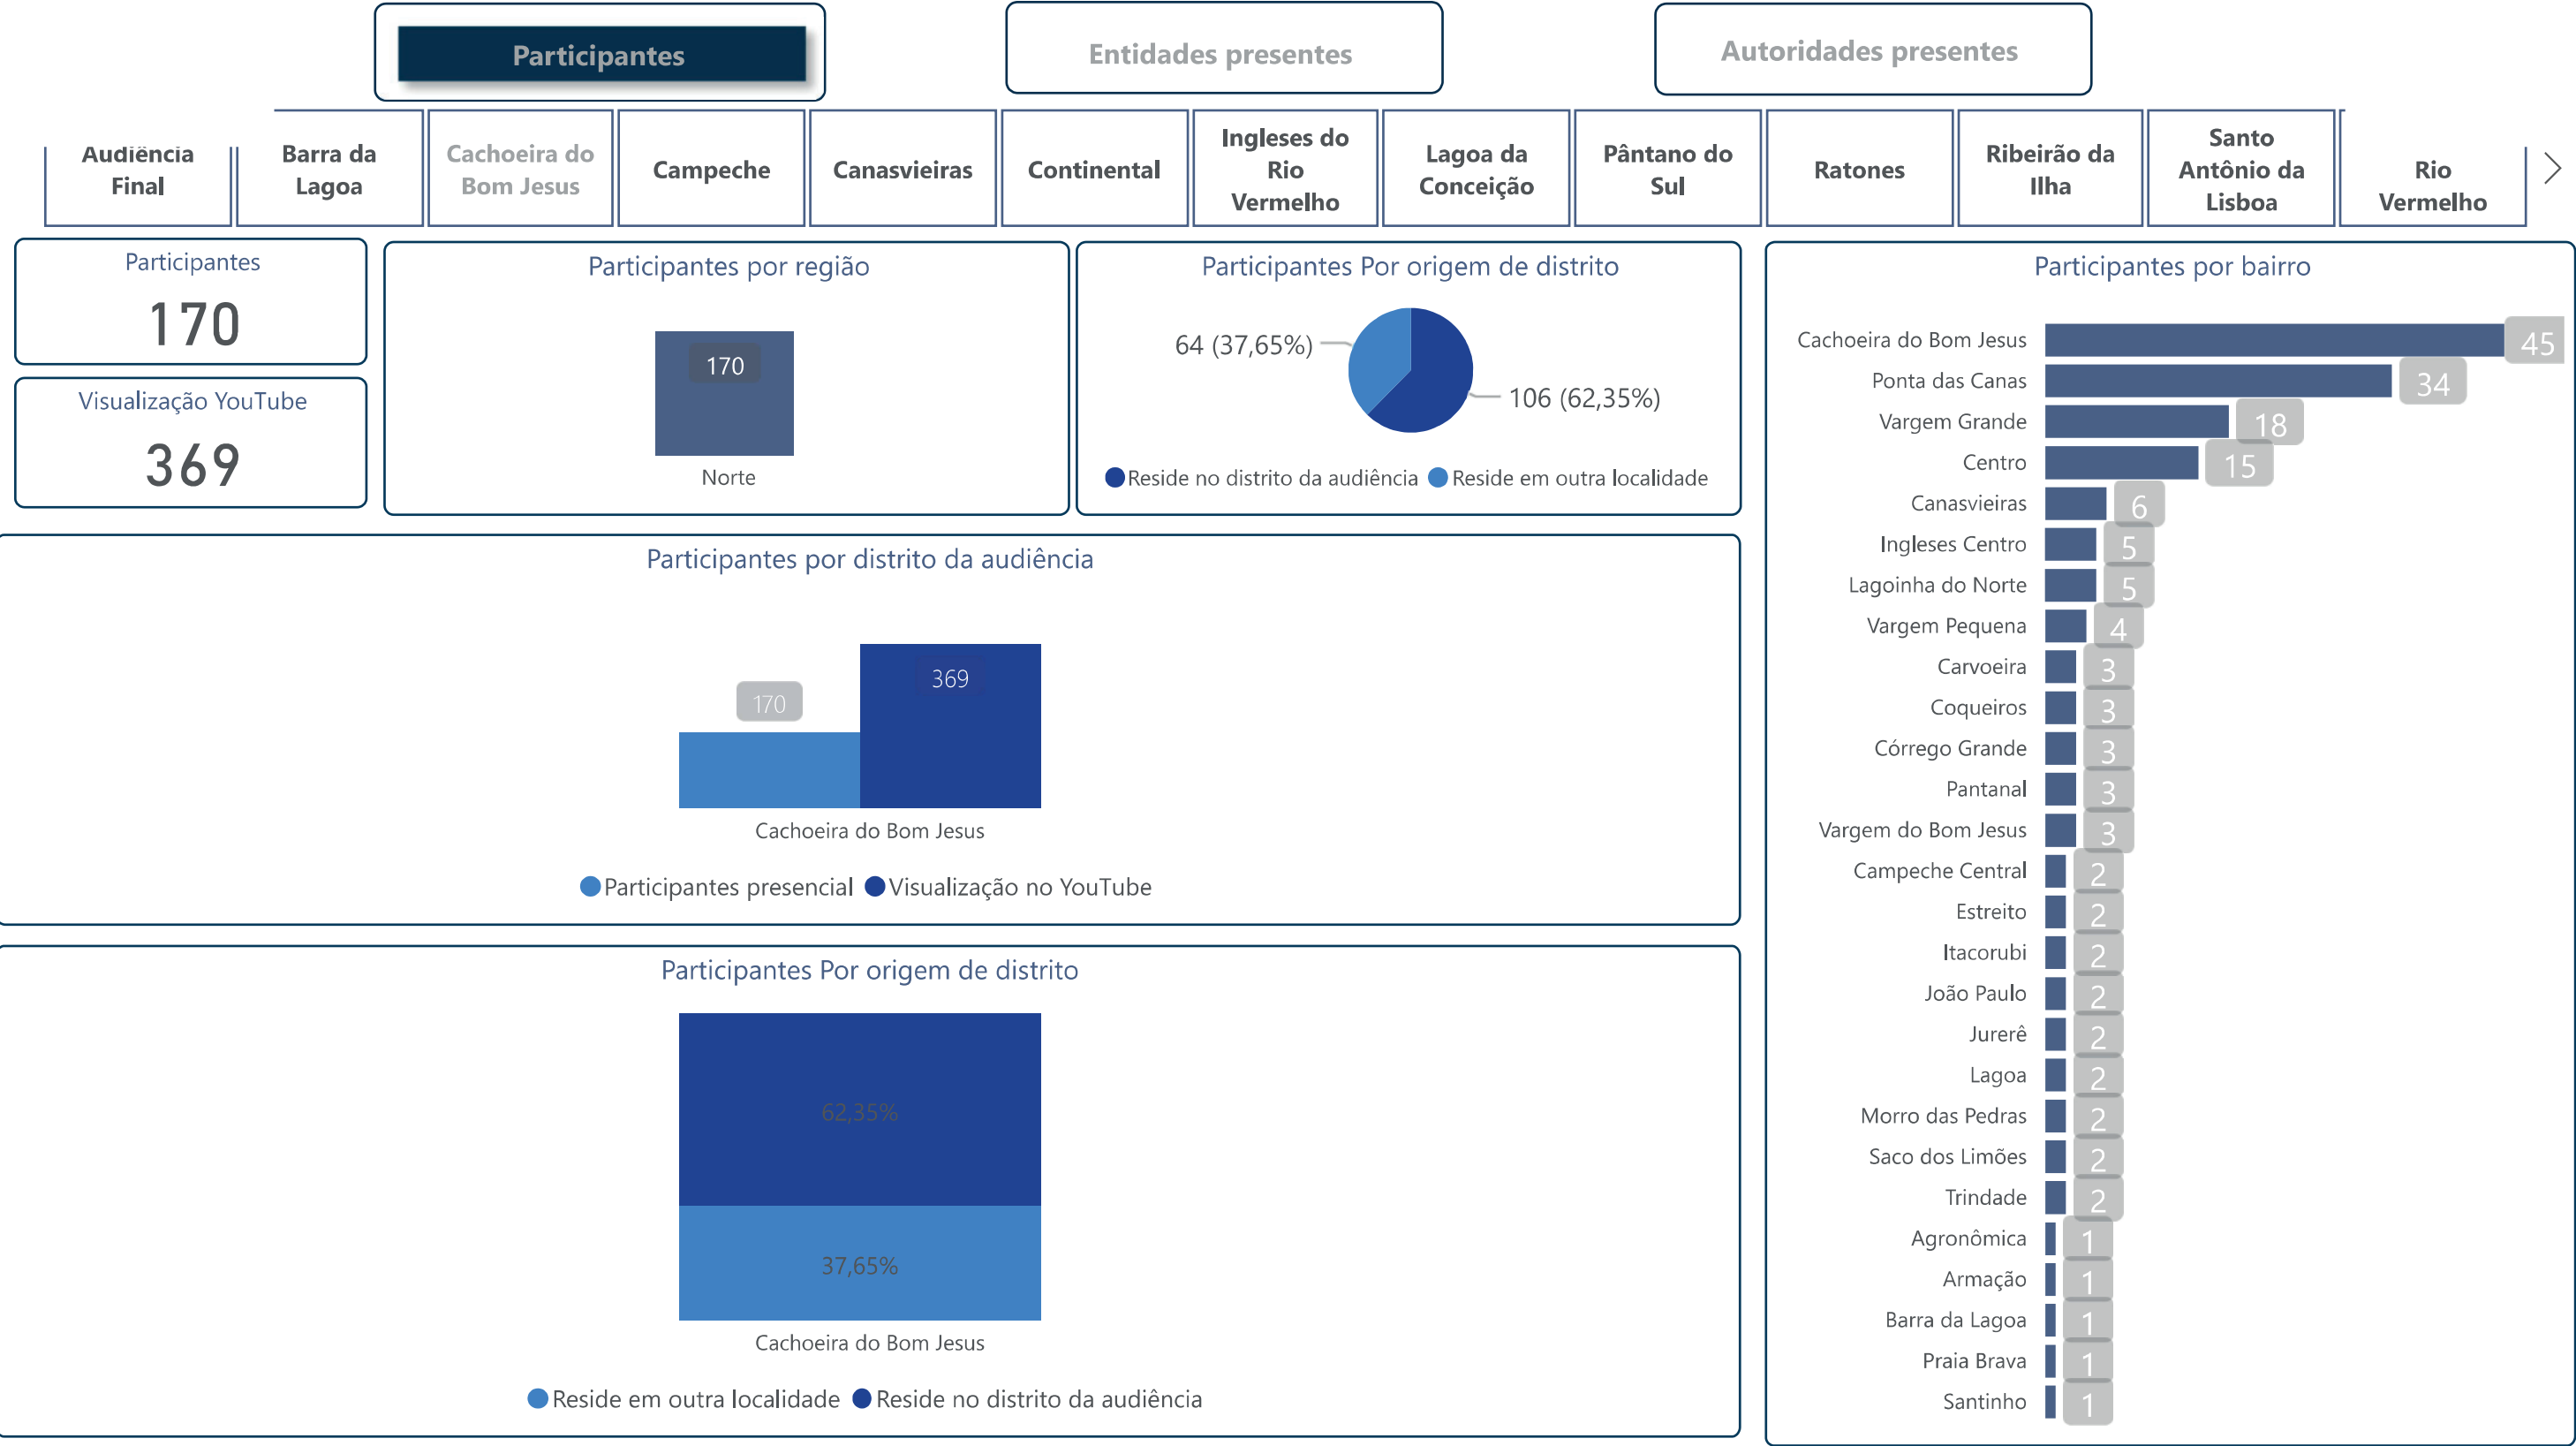 Participantes
Entidades presentes
Autoridades presentes
Audiência
Final
Barra da
Lagoa
Cachoeira do
Bom Jesus
Campeche
Canasvieiras
Continental
Ingleses do
Rio
Vermelho
Lagoa da
Conceição
Pântano do
Sul
Ratones
Ribeirão da
Ilha
Santo
Antônio da
Lisboa
Rio
Vermelho
Participantes
170
Visualização YouTube
369
Participantes por região
170
Norte
Participantes Por origem de distrito
64 (37,65%)
106 (62,35%)
Reside no distrito da audiência Reside em outra localidade
Participantes por distrito da audiência
170
369
Cachoeira do Bom Jesus
Participantes presencial Visualização no YouTube
Participantes Por origem de distrito
62,35%
37,65%
Cachoeira do Bom Jesus
Reside em outra localidade Reside no distrito da audiência
Participantes por bairro
Cachoeira do Bom Jesus 45
Ponta das Canas 34
Vargem Grande 18
Centro 15
Canasvieiras 6
Ingleses Centro 5
Lagoinha do Norte 5
Vargem Pequena 4
Carvoeira 3
Coqueiros 3
Córrego Grande 3
Pantanal 3
Vargem do Bom Jesus 3
Campeche Central 2
Estreito 2
Itacorubi 2
João Paulo 2
Jurerê 2
Lagoa 2
Morro das Pedras 2
Saco dos Limões 2
Trindade 2
Agronômica 1
Armação 1
Barra da Lagoa 1
Praia Brava 1
Santinho 1